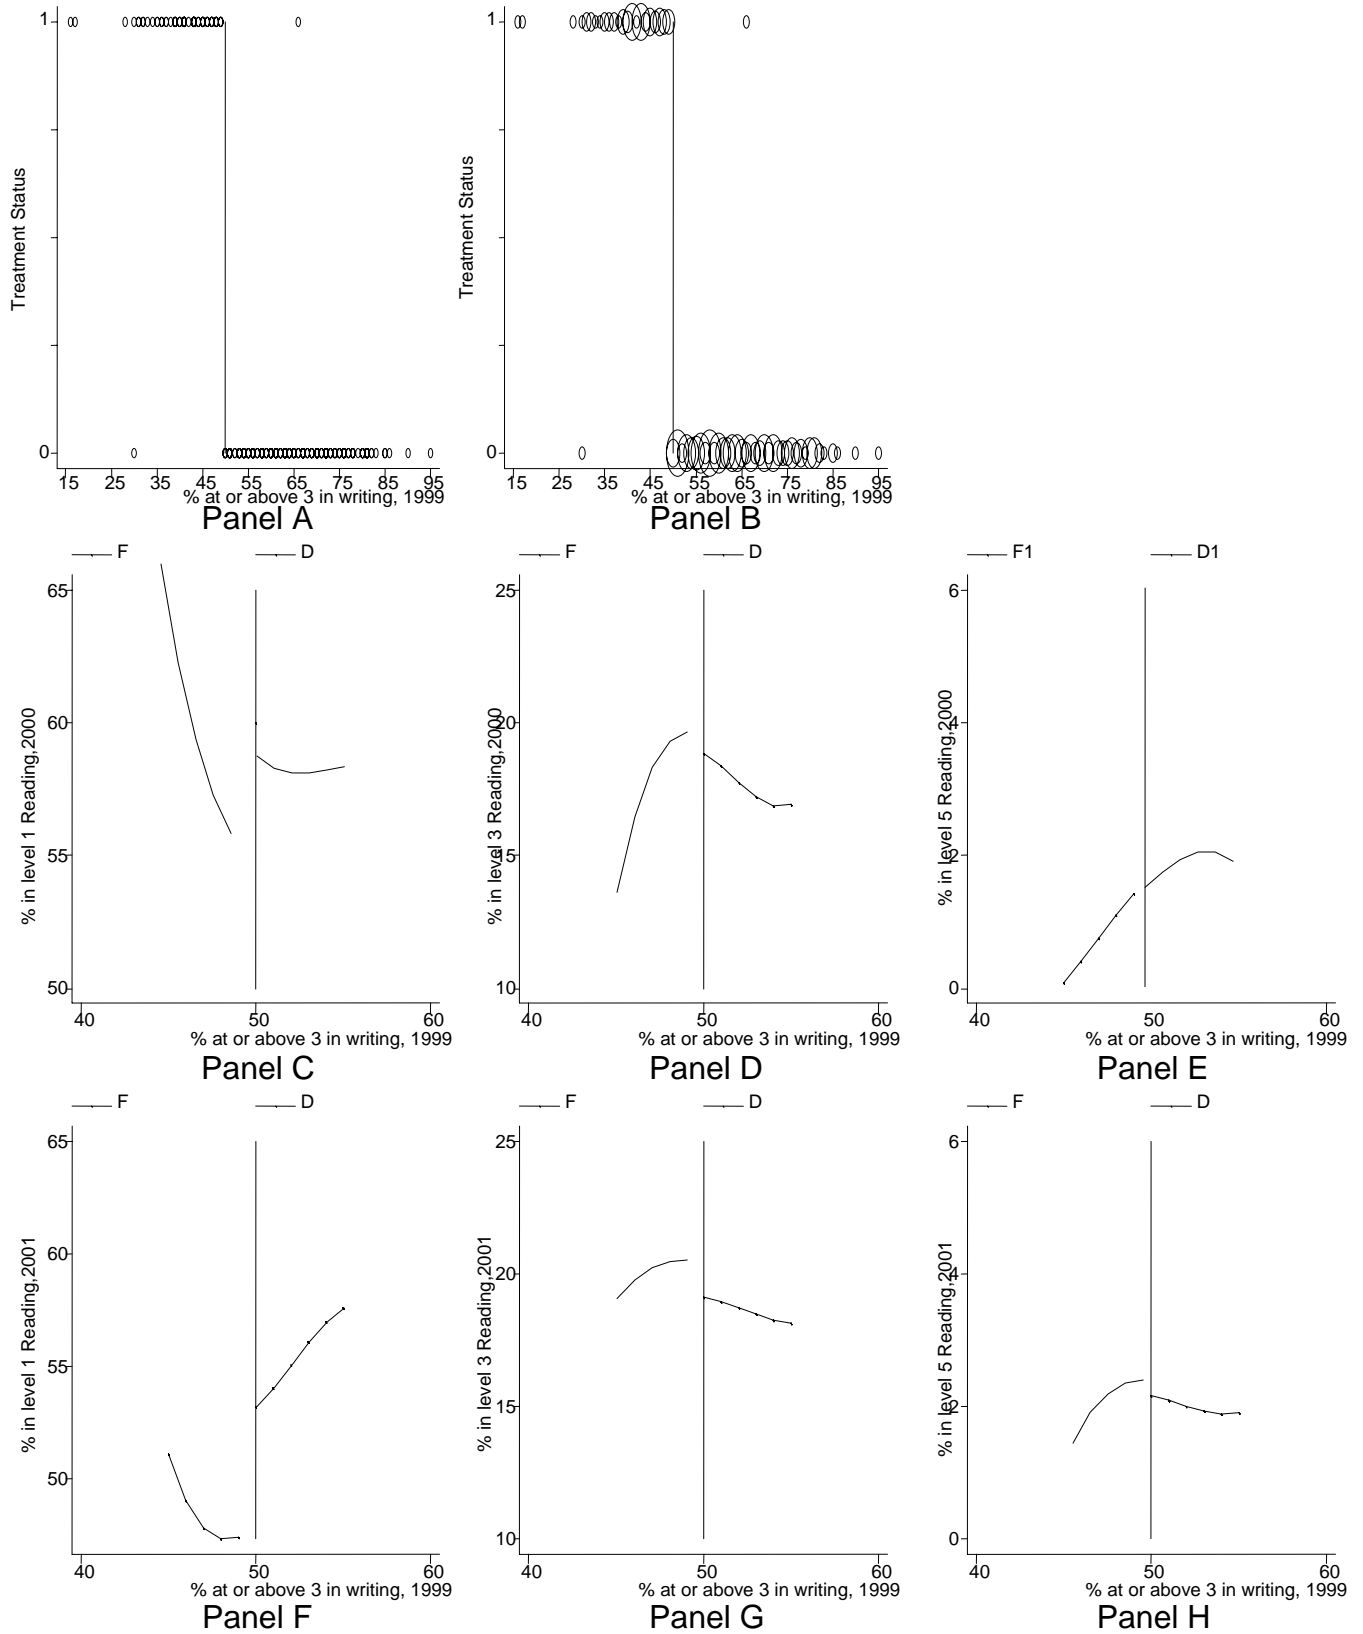 1
0
Treatment Status
15 25 35 45 55 65 75 85 95
% at or above 3 in writing, 1999
Panel A
1
0
Treatment Status
15 25 35 45 55 65 75 85 95
% at or above 3 in writing, 1999
Panel B
F D
65
60
55
50
% in level 1 Reading,2000
40 50 60
% at or above 3 in writing, 1999
Panel C
F D
25
20
15
10
% in level 3 Reading,2000
40 50 60
% at or above 3 in writing, 1999
Panel D
F1 D1
6
4
2
0
% in level 5 Reading,2000
40 50 60
% at or above 3 in writing, 1999
Panel E
F D
65
60
55
50
% in level 1 Reading,2001
40 50 60
% at or above 3 in writing, 1999
Panel F
F D
25
20
15
10
% in level 3 Reading,2001
40 50 60
% at or above 3 in writing, 1999
Panel G
F D
6
4
2
0
% in level 5 Reading,2001
40 50 60
% at or above 3 in writing, 1999
Panel H